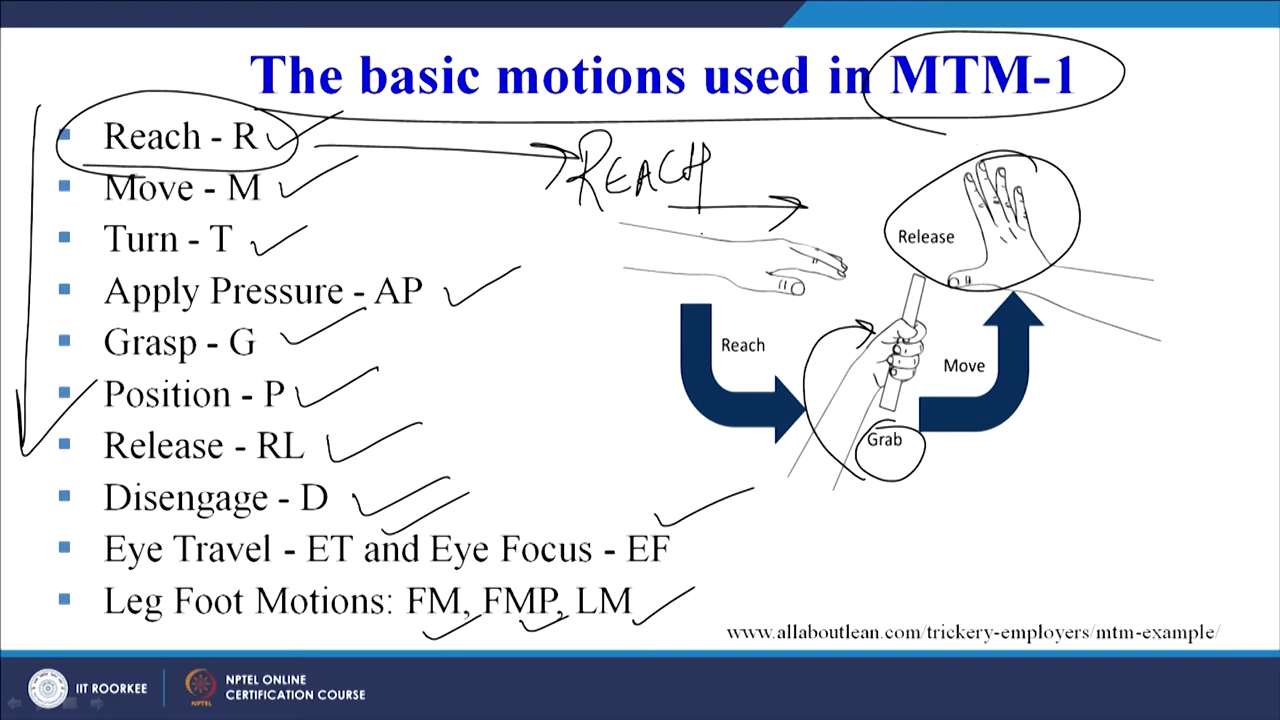 The basic motions used in MTM-1
Reach - R
Move - M
Turn - T
Apply Pressure - AP
Grasp - G
Position - P
Release - RL
Disengage - D
Eye Travel - ET and Eye Focus - EF
Leg Foot Motions: FM, FMP, LM
REACH
Release
Reach
Move
Grab
www.allaboutlean.com/trickery-employers/mtm-example/
IIT ROORKEE
NPTEL
NPTEL ONLINE
CERTIFICATION COURSE